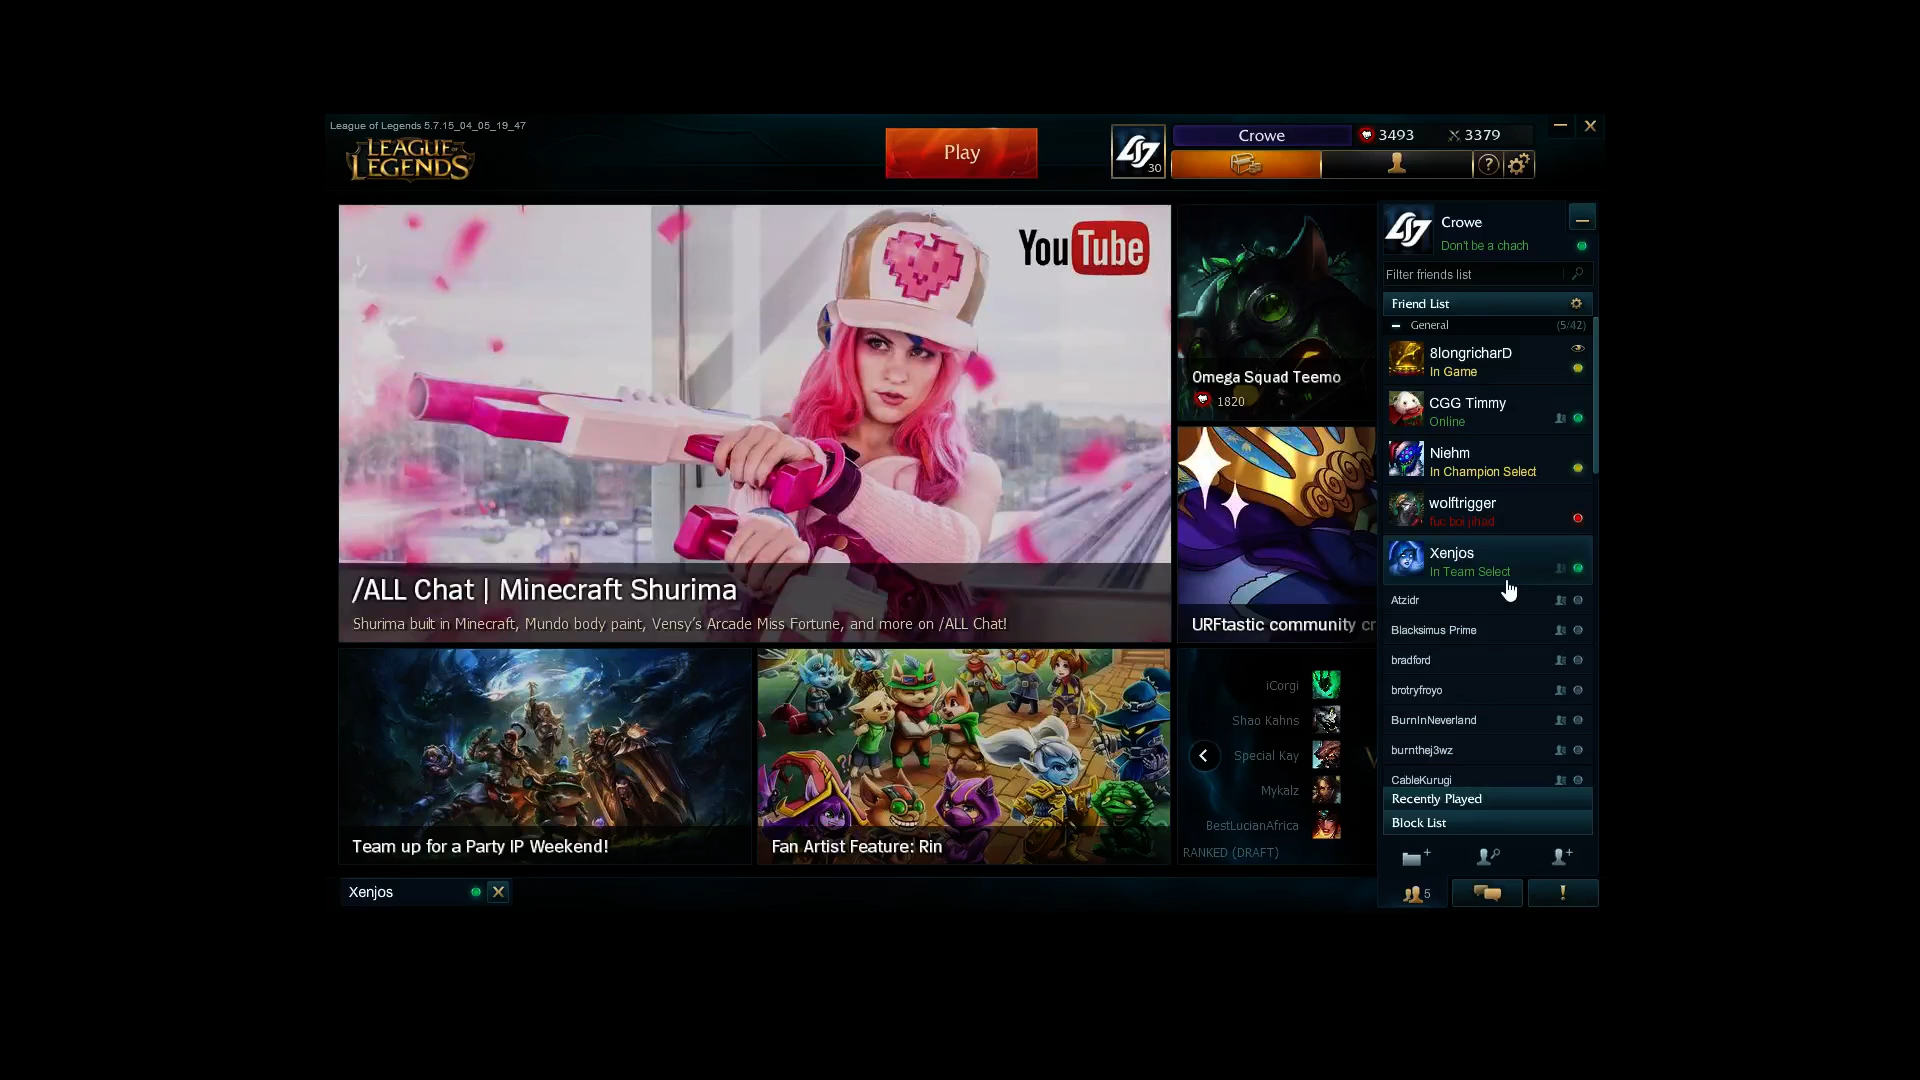 League of Legends 5.7.15_04_05_19_47
LEAGUE OF LEGENDS
Play
30
Crowe
3493
3379
?
YouTube
/ALL Chat | Minecraft Shurima
Shurima built in Minecraft, Mundo body paint, Vensy's Arcade Miss Fortune, and more on /ALL Chat!
Omega Squad Teemo
1820
URFtastic community cr
Team up for a Party IP Weekend!
Fan Artist Feature: Rin
iCorgi
Shao Kahns
Special Kay
Mykalz
BestLucianAfrica
RANKED (DRAFT)
Crowe
Don't be a chach
Filter friends list
Friend List
General (5/42)
8longricharD
In Game
CGG Timmy
Online
Niehm
In Champion Select
wolftrigger
fuc boi jihad
Xenjos
In Team Select
Atzidr
Blacksimus Prime
bradford
brotryfroyo
BurnInNeverland
burnthej3wz
CableKurugi
Recently Played
Block List
5
!
Xenjos